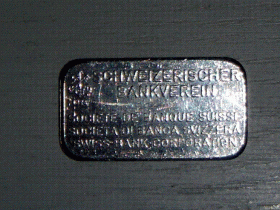 SCHWEIZERISCHER
BANKVEREIN
SOCIETE DE BANQUE SUISSE
SOCIETA DI BANCA SVIZZERA
SWISS BANK CORPORATION